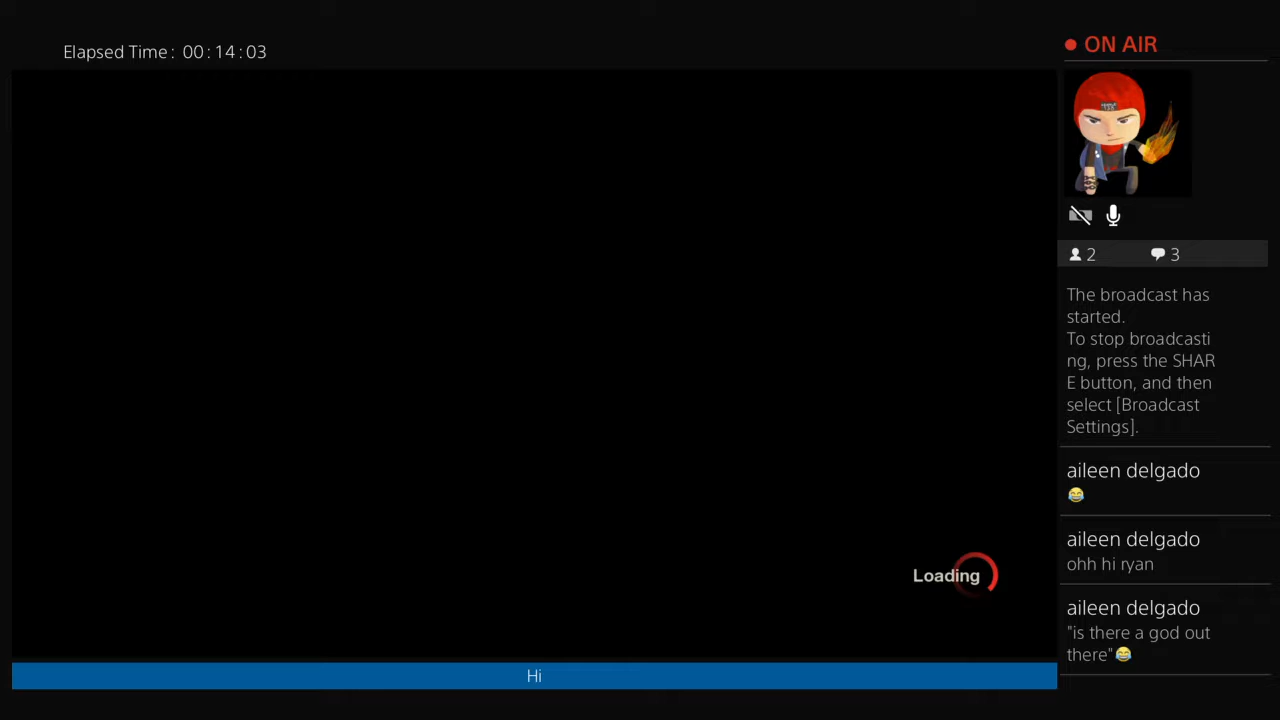 Elapsed Time: 00:14:03
ON AIR
2
3
The broadcast has
started.
To stop broadcasti
ng, press the SHAR
E button, and then
select [Broadcast
Settings].
aileen delgado
😂
aileen delgado
ohh hi ryan
aileen delgado
"is there a god out
there"😂
Loading
Hi